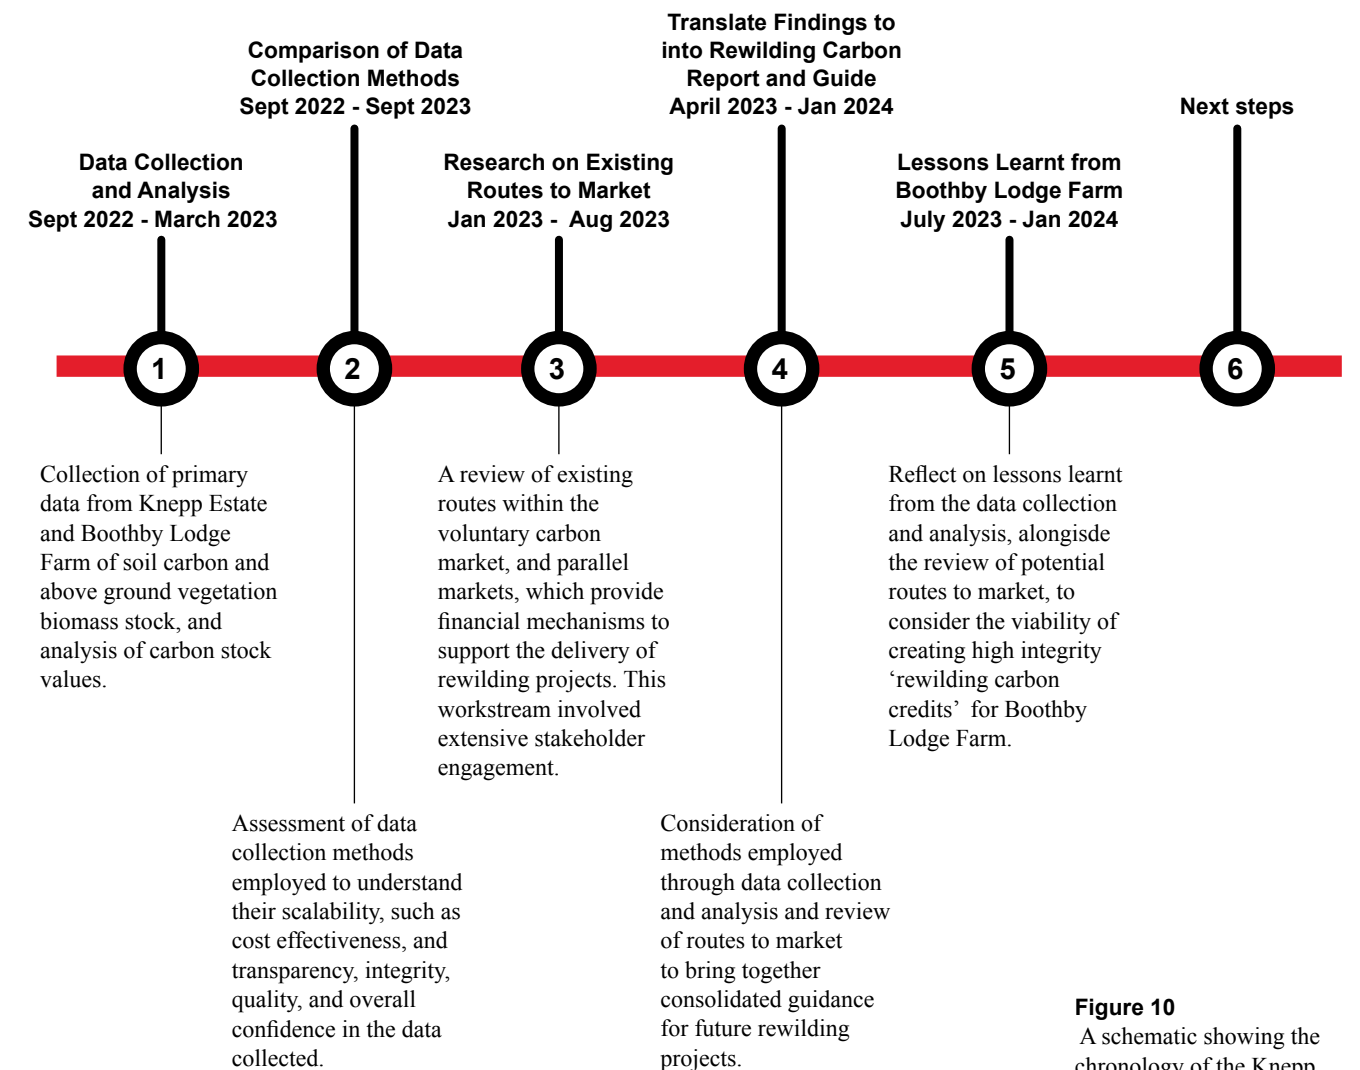 Data Collection
and Analysis
Sept 2022 - March 2023
Comparison of Data
Collection Methods
Sept 2022 - Sept 2023
Research on Existing
Routes to Market
Jan 2023 -  Aug 2023
Translate Findings to
into Rewilding Carbon
Report and Guide
April 2023 - Jan 2024
Lessons Learnt from
Boothby Lodge Farm
July 2023 - Jan 2024
Next steps
1
2
3
4
5
6
Collection of primary
data from Knepp Estate
and Boothby Lodge
Farm of soil carbon and
above ground vegetation
biomass stock, and
analysis of carbon stock
values.
Assessment of data
collection methods
employed to understand
their scalability, such as
cost effectiveness, and
transparency, integrity,
quality, and overall
confidence in the data
collected.
A review of existing
routes within the
voluntary carbon
market, and parallel
markets, which provide
financial mechanisms to
support the delivery of
rewilding projects. This
workstream involved
extensive stakeholder
engagement.
Consideration of
methods employed
through data collection
and analysis and review
of routes to market
to bring together
consolidated guidance
for future rewilding
projects.
Reflect on lessons learnt
from the data collection
and analysis, alongisde
the review of potential
routes to market, to
consider the viability of
creating high integrity
‘rewilding carbon
credits’  for Boothby
Lodge Farm.
Figure 10
A schematic showing the
chronology of the Knepp